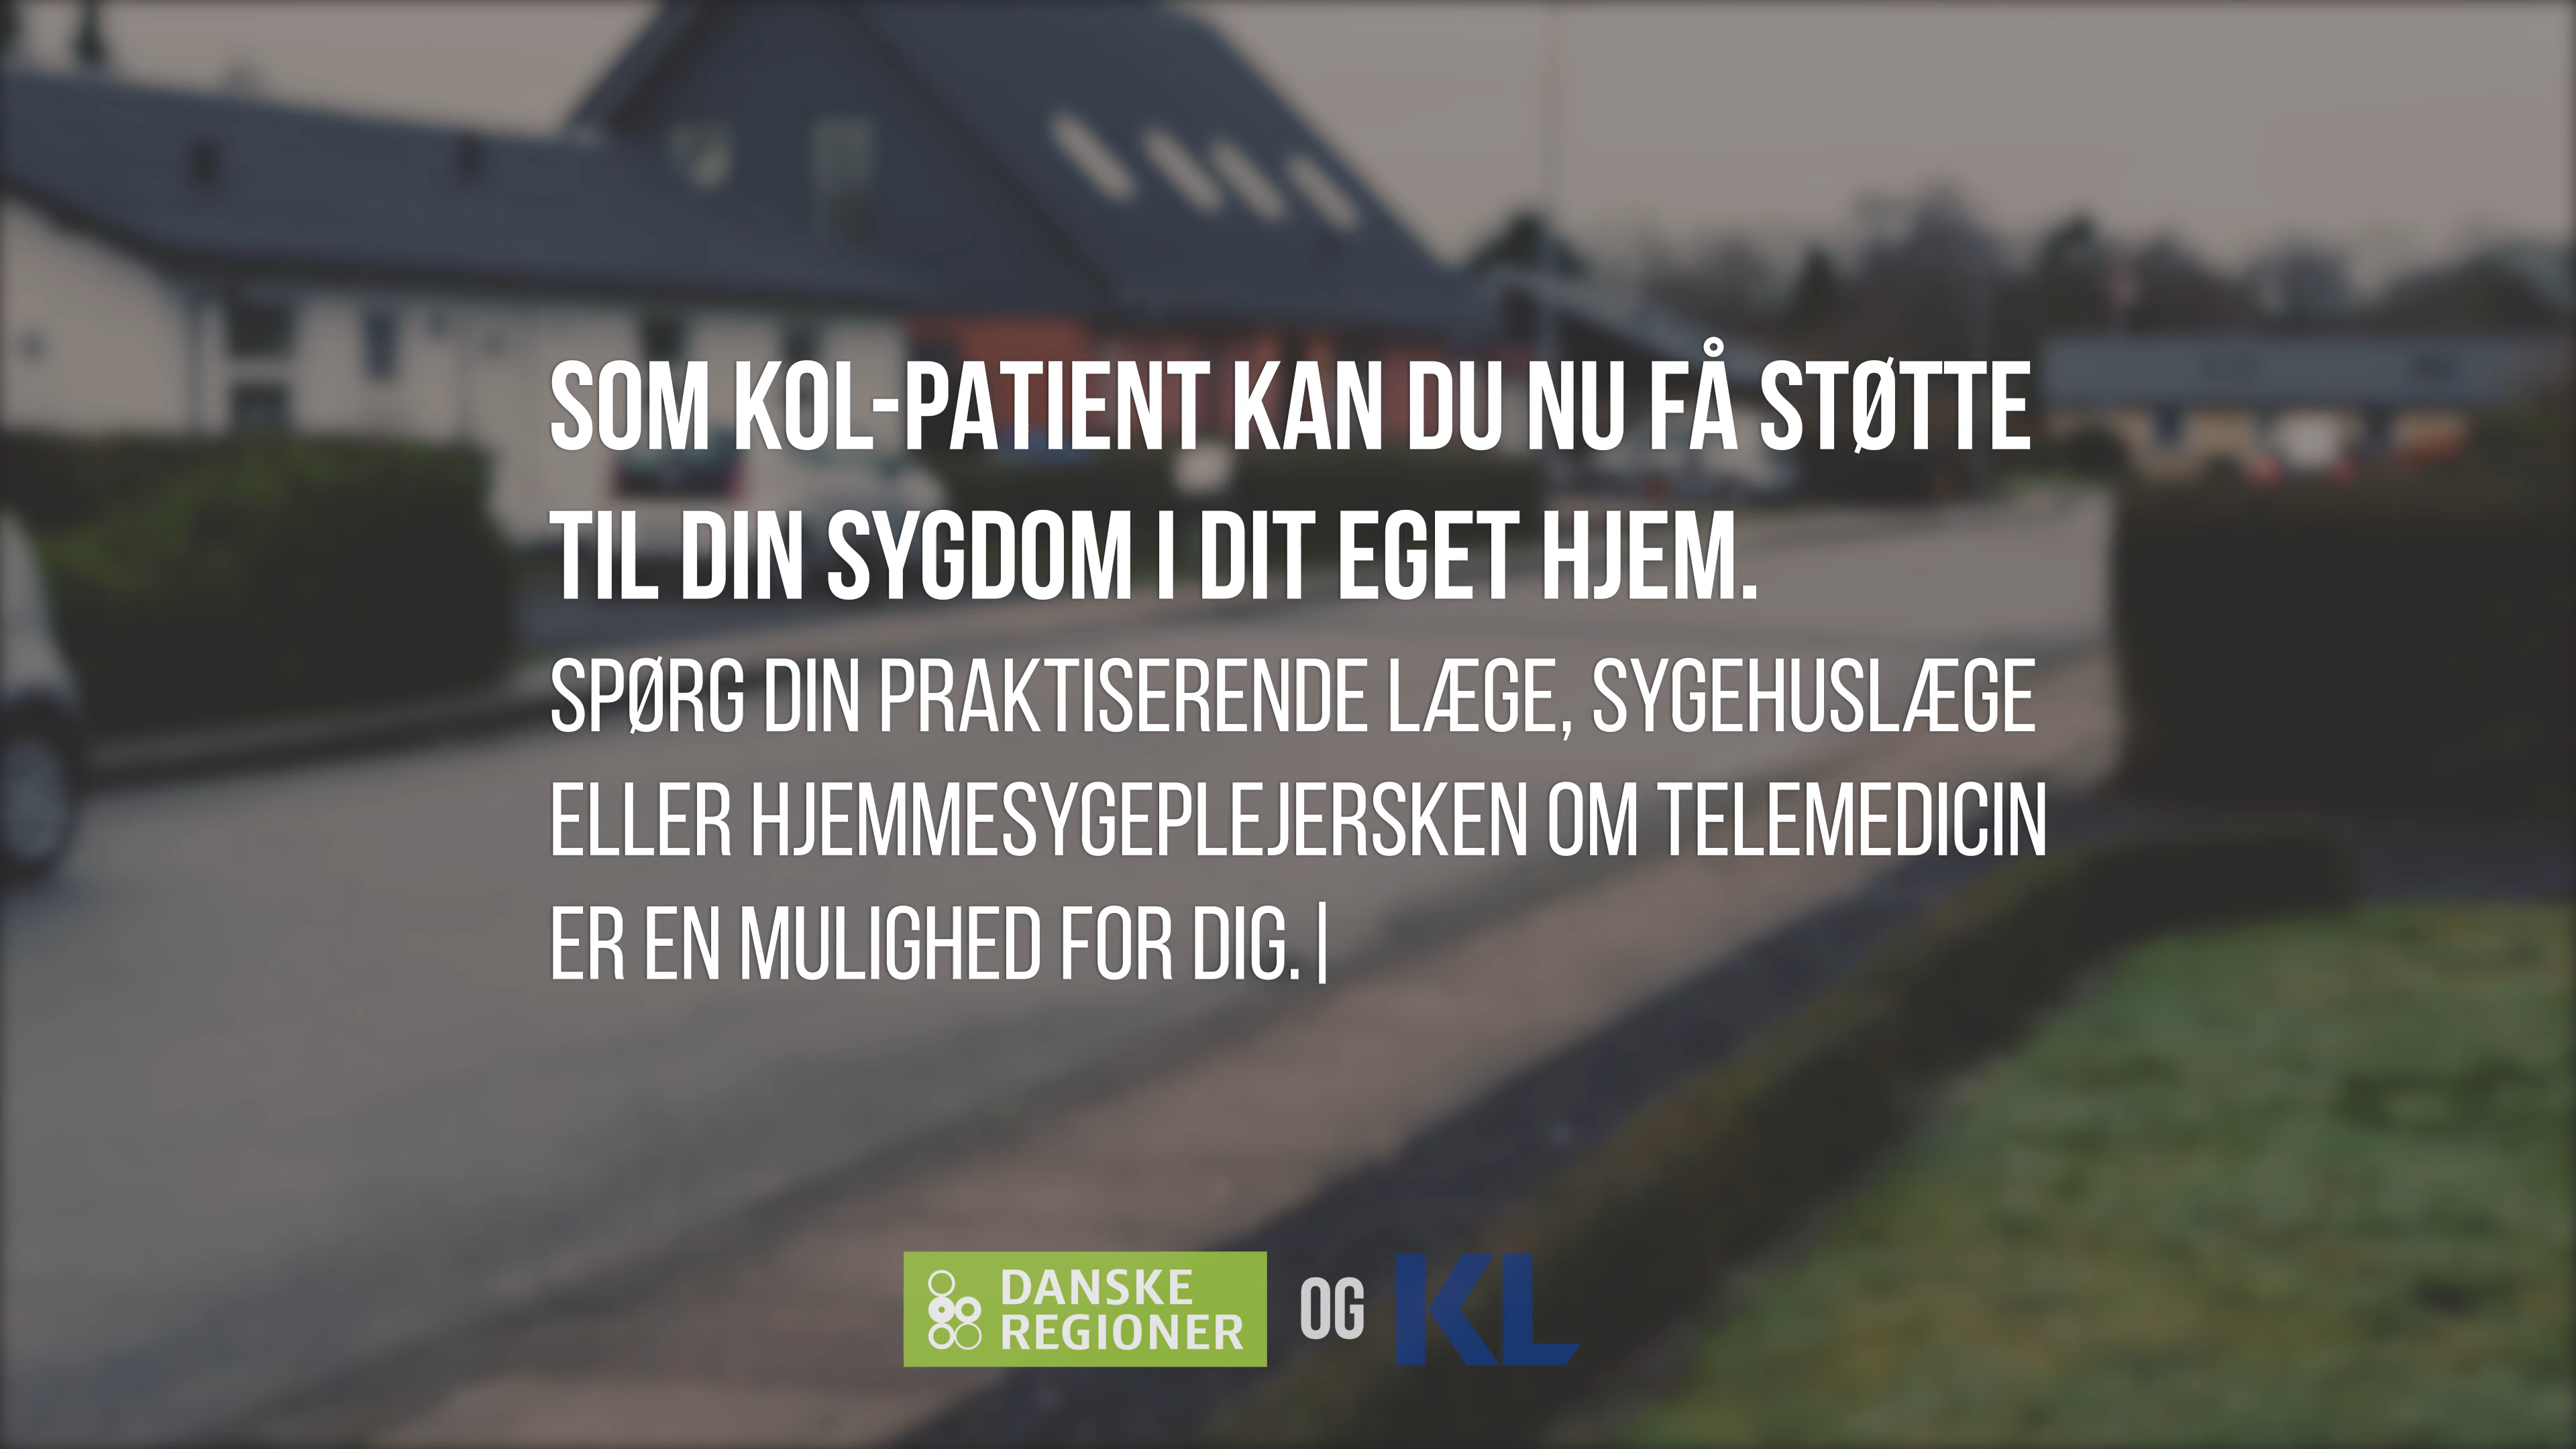 SOM KOL-PATIENT KAN DU NU FÅ STØTTE
TIL DIN SYGDOM I DIT EGET HJEM.
SPØRG DIN PRAKTISERENDE LÆGE, SYGEHUSLÆGE
ELLER HJEMMESYGEPLEJERSKEN OM TELEMEDICIN
ER EN MULIGHED FOR DIG. |
DANSKE
REGIONER
OG
KL